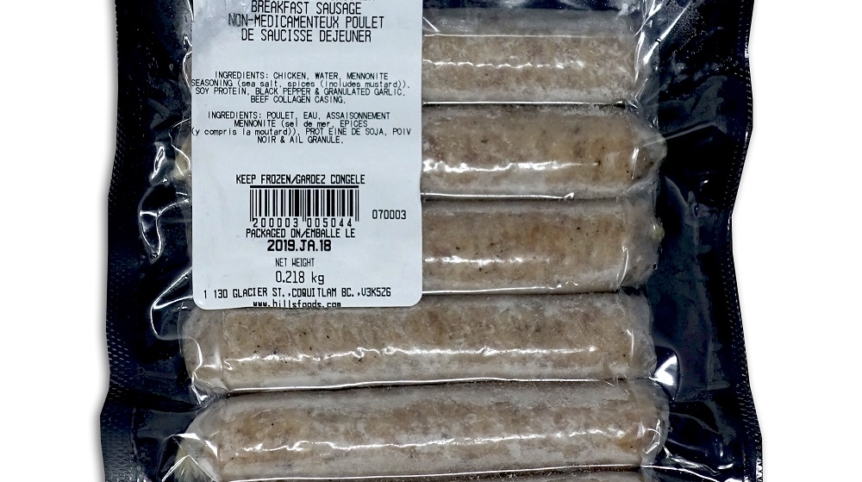 BREAKFAST SAUSAGE
NON-MEDICAMENTEUX POULET
DE SAUCISSE DEJEUNER
INGREDIENTS: CHICKEN, WATER, MENNONITE
SEASONING (sea salt, spices (includes mustard)),
SOY PROTEIN, BLACK PEPPER & GRANULATED GARLIC.
BEEF COLLAGEN CASING.
INGREDIENTS: POULET, EAU, ASSAISONNEMENT
MENNONITE (sel de mer, EPICES
(y compris la moutard)), PROT EINE DE SOJA, POIV
NOIR & AIL GRANULE.
KEEP FROZEN/GARDEZ CONGELE
200003 005044
070003
PACKAGED ON/EMBALLE LE
2019.JA.18
NET WEIGHT
0.218 kg
1 130 GLACIER ST.,COQUITLAM BC.,V3K5Z6
www.hillsfoods.com